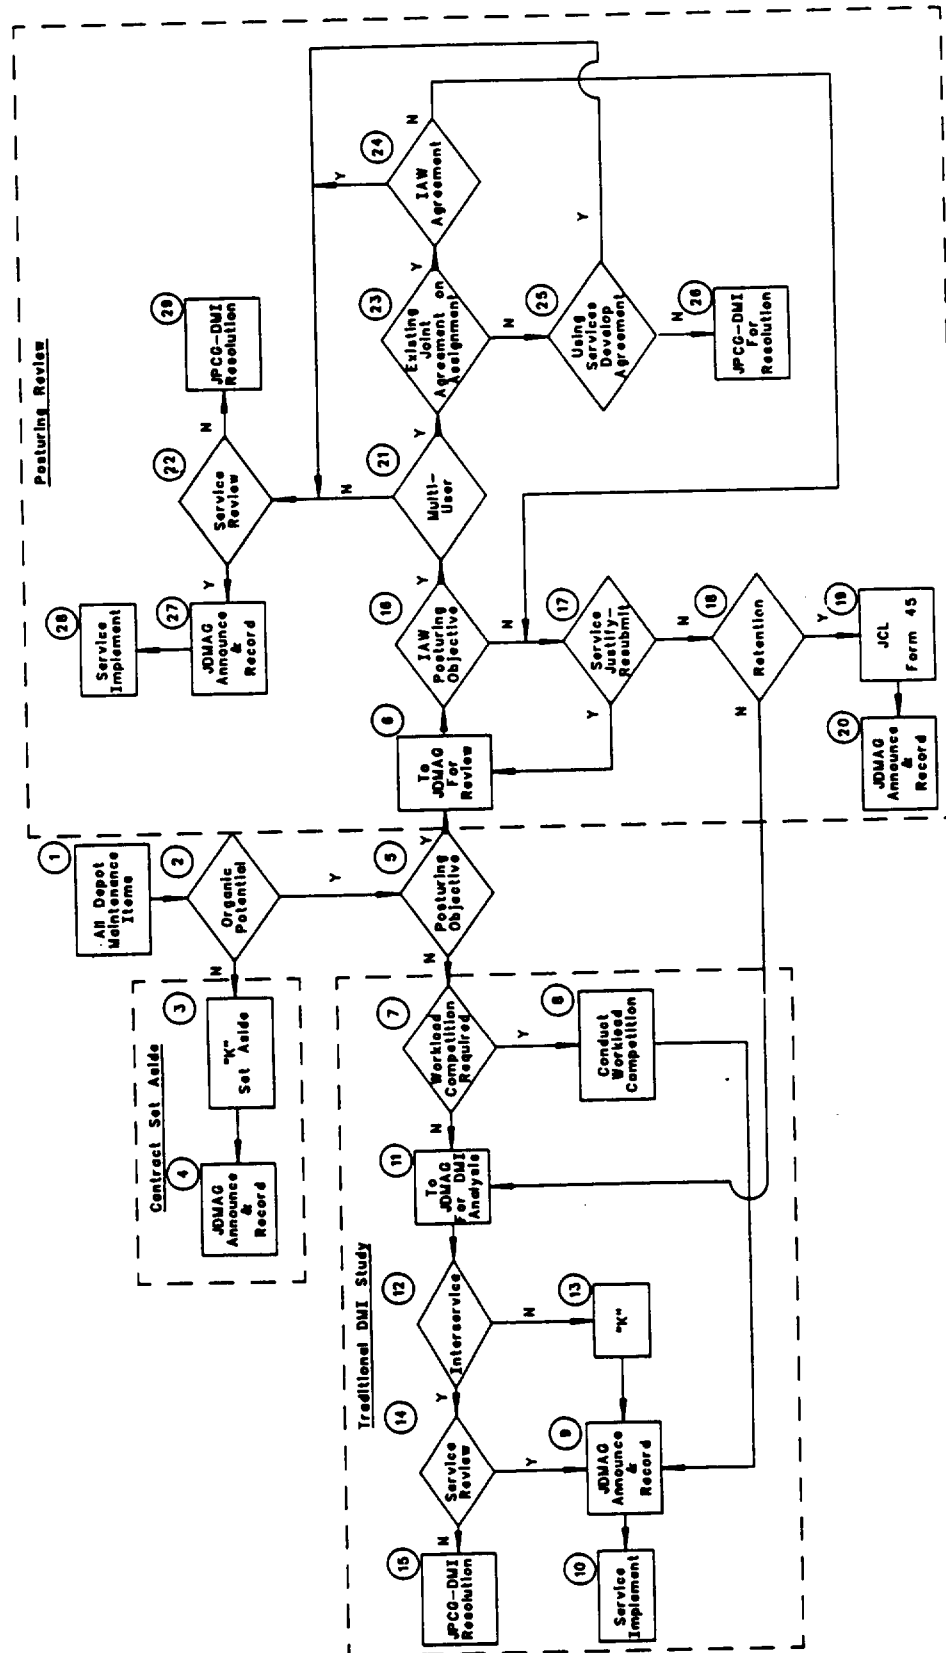 1
All Depot
Maintenance
Items
2
Organic
Potential
N
Y
Contract Set Aside
3
"K"
Set Aside
4
JDMAG
Announce
&
Record
5
Posturing
Objective
Y
N
Posturing Review
6
To
JDMAG
For
Review
16
IAW
Posturing
Objective
Y
N
21
Multi-
User
Y
N
22
Service
Review
Y
N
27
JDMAG
Announce
&
Record
28
Service
Implement
29
JPCG-DMI
Resolution
23
Existing
Joint
Agreement on
Assignment
Y
N
24
IAW
Agreement
Y
N
25
Using
Services
Develop
Agreement
Y
N
26
JPCG-DMI
For
Resolution
17
Service
Justify-
Resubmit
Y
N
18
Retention
N
Y
19
JCL
Form 45
20
JDMAG
Announce
&
Record
Traditional DMI Study
7
Workload
Competition
Required
Y
N
8
Conduct
Workload
Competition
11
To
JDMAG
For DMI
Analysis
12
Interservice
Y
N
13
"K"
14
Service
Review
N
Y
15
JPCG-DMI
Resolution
9
JDMAG
Announce
&
Record
10
Service
Implement